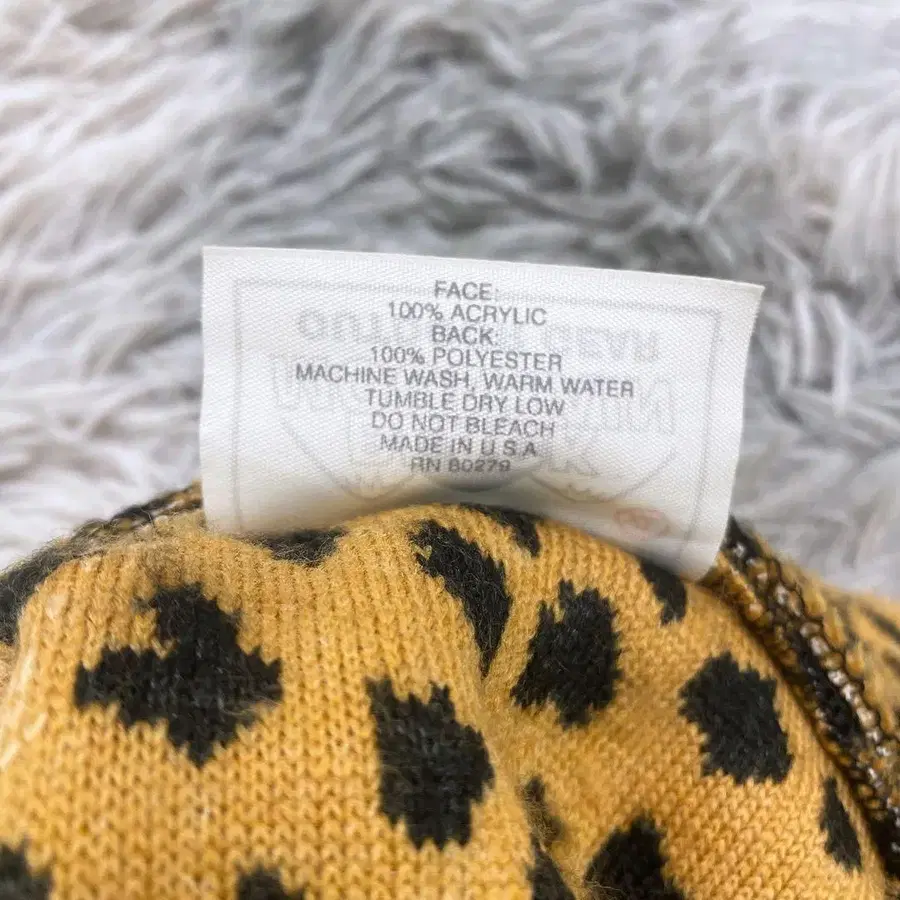 FACE:
100% ACRYLIC
BACK:
100% POLYESTER
MACHINE WASH, WARM WATER
TUMBLE DRY LOW
DO NOT BLEACH
MADE IN U.S.A
RN 80279